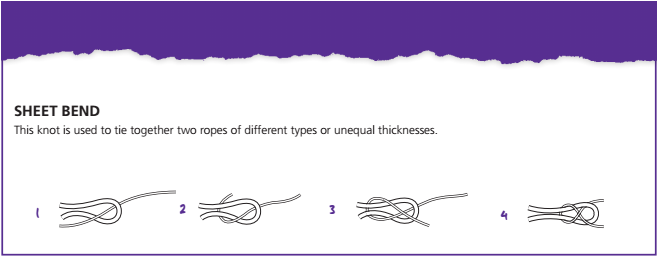 SHEET BEND
This knot is used to tie together two ropes of different types or unequal thicknesses.
1 2 3 4